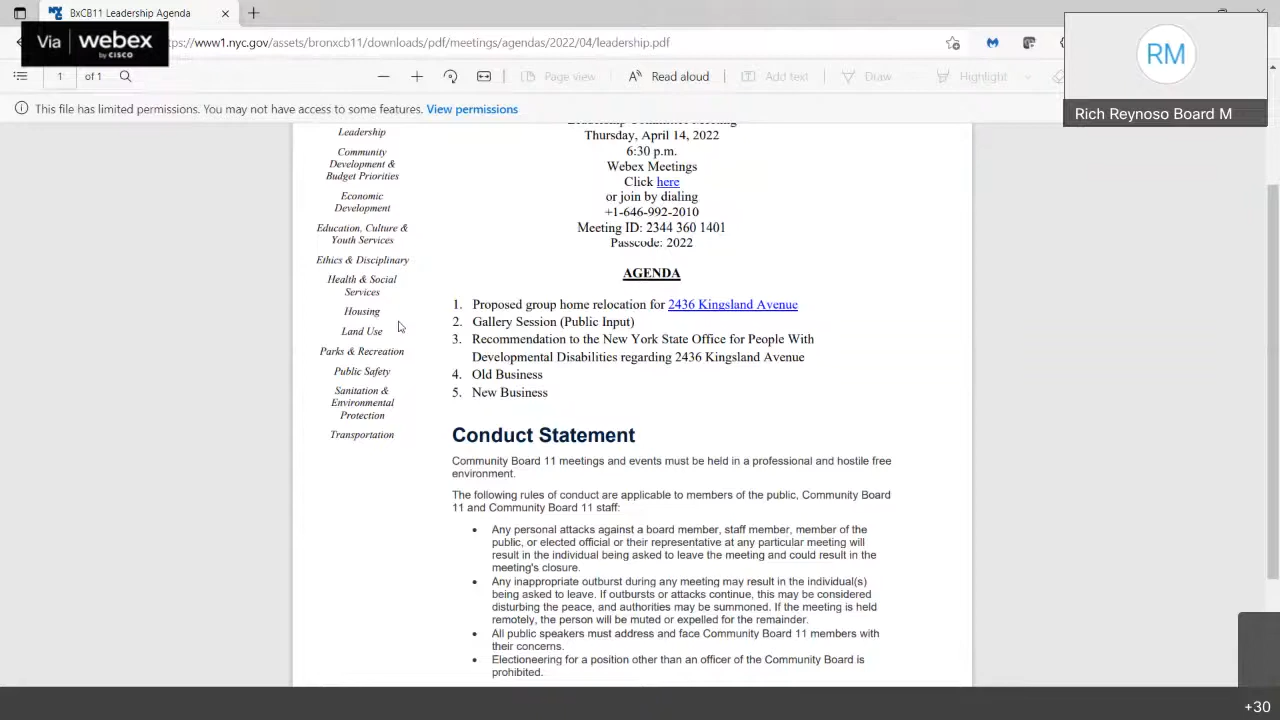 BxCB11 Leadership Agenda
Via webex by CISCO
ps://www1.nyc.gov/assets/bronxcb11/downloads/pdf/meetings/agendas/2022/04/leadership.pdf
1 of 1
Page view
Read aloud
Add text
Draw
Highlight
This file has limited permissions. You may not have access to some features. View permissions
RM
Rich Reynoso Board M
Leadership
Community
Development &
Budget Priorities
Economic
Development
Education, Culture &
Youth Services
Ethics & Disciplinary
Health & Social
Services
Housing
Land Use
Parks & Recreation
Public Safety
Sanitation &
Environmental
Protection
Transportation
Leadership Committee Meeting
Thursday, April 14, 2022
6:30 p.m.
Webex Meetings
Click here
or join by dialing
+1-646-992-2010
Meeting ID: 2344 360 1401
Passcode: 2022
AGENDA
1. Proposed group home relocation for 2436 Kingsland Avenue
2. Gallery Session (Public Input)
3. Recommendation to the New York State Office for People With
Developmental Disabilities regarding 2436 Kingsland Avenue
4. Old Business
5. New Business
Conduct Statement
Community Board 11 meetings and events must be held in a professional and hostile free
environment.
The following rules of conduct are applicable to members of the public, Community Board
11 and Community Board 11 staff:
• Any personal attacks against a board member, staff member, member of the
public, or elected official or their representative at any particular meeting will
result in the individual being asked to leave the meeting and could result in the
meeting's closure.
• Any inappropriate outburst during any meeting may result in the individual(s)
being asked to leave. If outbursts or attacks continue, this may be considered
disturbing the peace, and authorities may be summoned. If the meeting is held
remotely, the person will be muted or expelled for the remainder.
• All public speakers must address and face Community Board 11 members with
their concerns.
• Electioneering for a position other than an officer of the Community Board is
prohibited.
+30